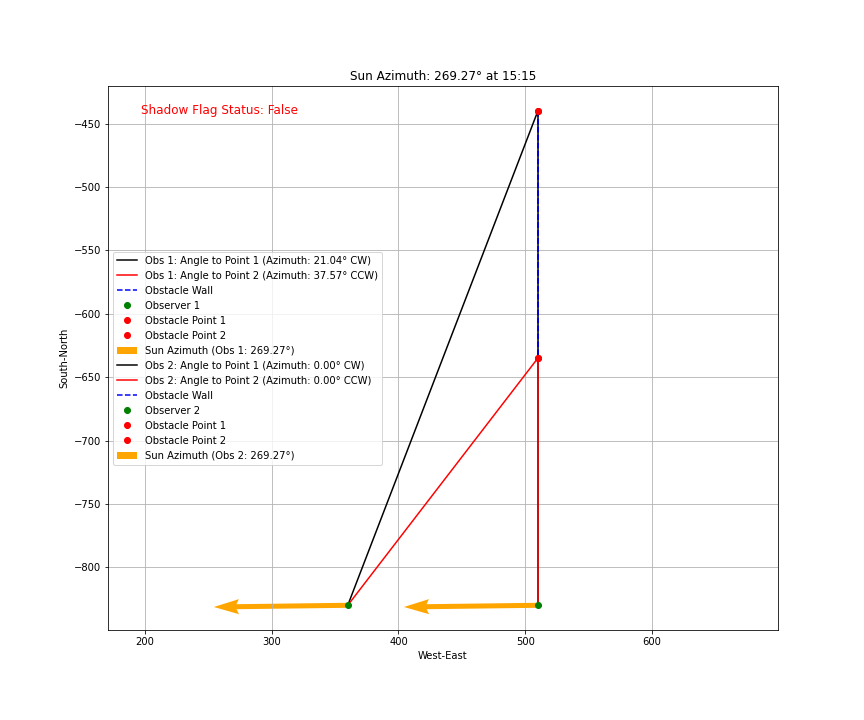 Sun Azimuth: 269.27° at 15:15
Shadow Flag Status: False
−450
−500
−550
−600
−650
−700
−750
−800
South-North
Obs 1: Angle to Point 1 (Azimuth: 21.04° CW)
Obs 1: Angle to Point 2 (Azimuth: 37.57° CCW)
Obstacle Wall
Observer 1
Obstacle Point 1
Obstacle Point 2
Sun Azimuth (Obs 1: 269.27°)
Obs 2: Angle to Point 1 (Azimuth: 0.00° CW)
Obs 2: Angle to Point 2 (Azimuth: 0.00° CCW)
Obstacle Wall
Observer 2
Obstacle Point 1
Obstacle Point 2
Sun Azimuth (Obs 2: 269.27°)
200 300 400 500 600
West-East